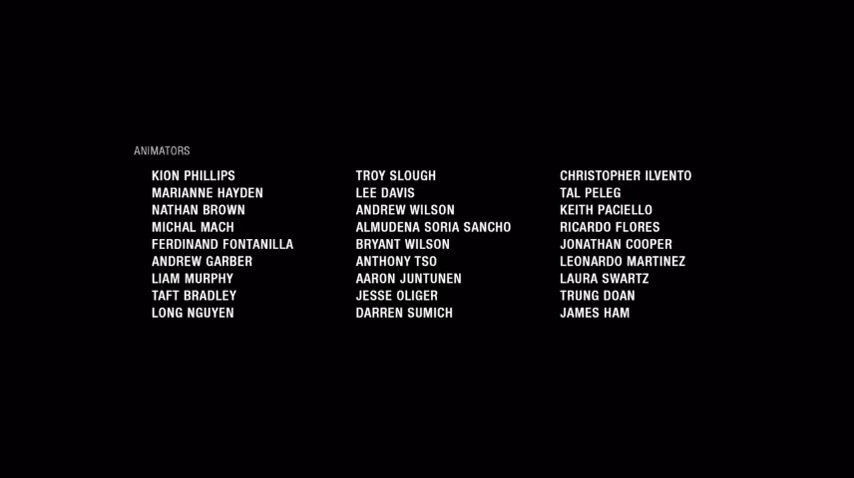 ANIMATORS
KION PHILLIPS
MARIANNE HAYDEN
NATHAN BROWN
MICHAL MACH
FERDINAND FONTANILLA
ANDREW GARBER
LIAM MURPHY
TAFT BRADLEY
LONG NGUYEN
TROY SLOUGH
LEE DAVIS
ANDREW WILSON
ALMUDENA SORIA SANCHO
BRYANT WILSON
ANTHONY TSO
AARON JUNTUNEN
JESSE OLIGER
DARREN SUMICH
CHRISTOPHER ILVENTO
TAL PELEG
KEITH PACIELLO
RICARDO FLORES
JONATHAN COOPER
LEONARDO MARTINEZ
LAURA SWARTZ
TRUNG DOAN
JAMES HAM